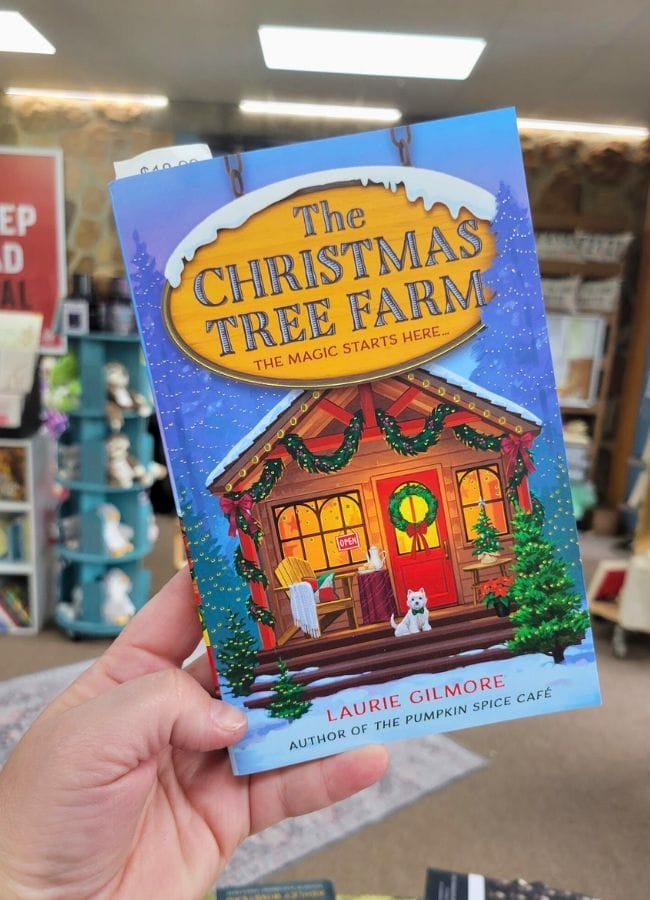 The
CHRISTMAS
TREE FARM
THE MAGIC STARTS HERE...
OPEN
LAURIE GILMORE
AUTHOR OF THE PUMPKIN SPICE CAFÉ